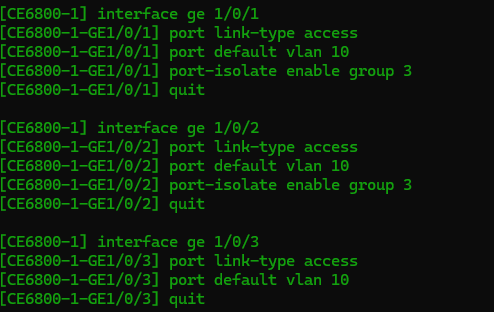 [CE6800-1] interface ge 1/0/1
[CE6800-1-GE1/0/1] port link-type access
[CE6800-1-GE1/0/1] port default vlan 10
[CE6800-1-GE1/0/1] port-isolate enable group 3
[CE6800-1-GE1/0/1] quit
[CE6800-1] interface ge 1/0/2
[CE6800-1-GE1/0/2] port link-type access
[CE6800-1-GE1/0/2] port default vlan 10
[CE6800-1-GE1/0/2] port-isolate enable group 3
[CE6800-1-GE1/0/2] quit
[CE6800-1] interface ge 1/0/3
[CE6800-1-GE1/0/3] port link-type access
[CE6800-1-GE1/0/3] port default vlan 10
[CE6800-1-GE1/0/3] quit